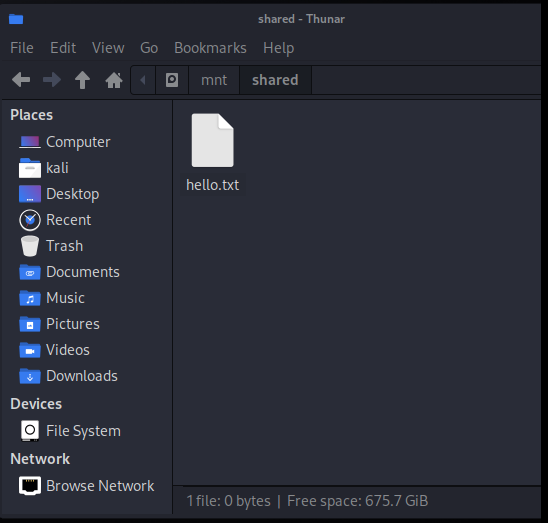 shared - Thunar
File Edit View Go Bookmarks Help
mnt shared
Places
Computer
kali
Desktop
Recent
Trash
Documents
Music
Pictures
Videos
Downloads
Devices
File System
Network
Browse Network
hello.txt
1 file: 0 bytes | Free space: 675.7 GiB